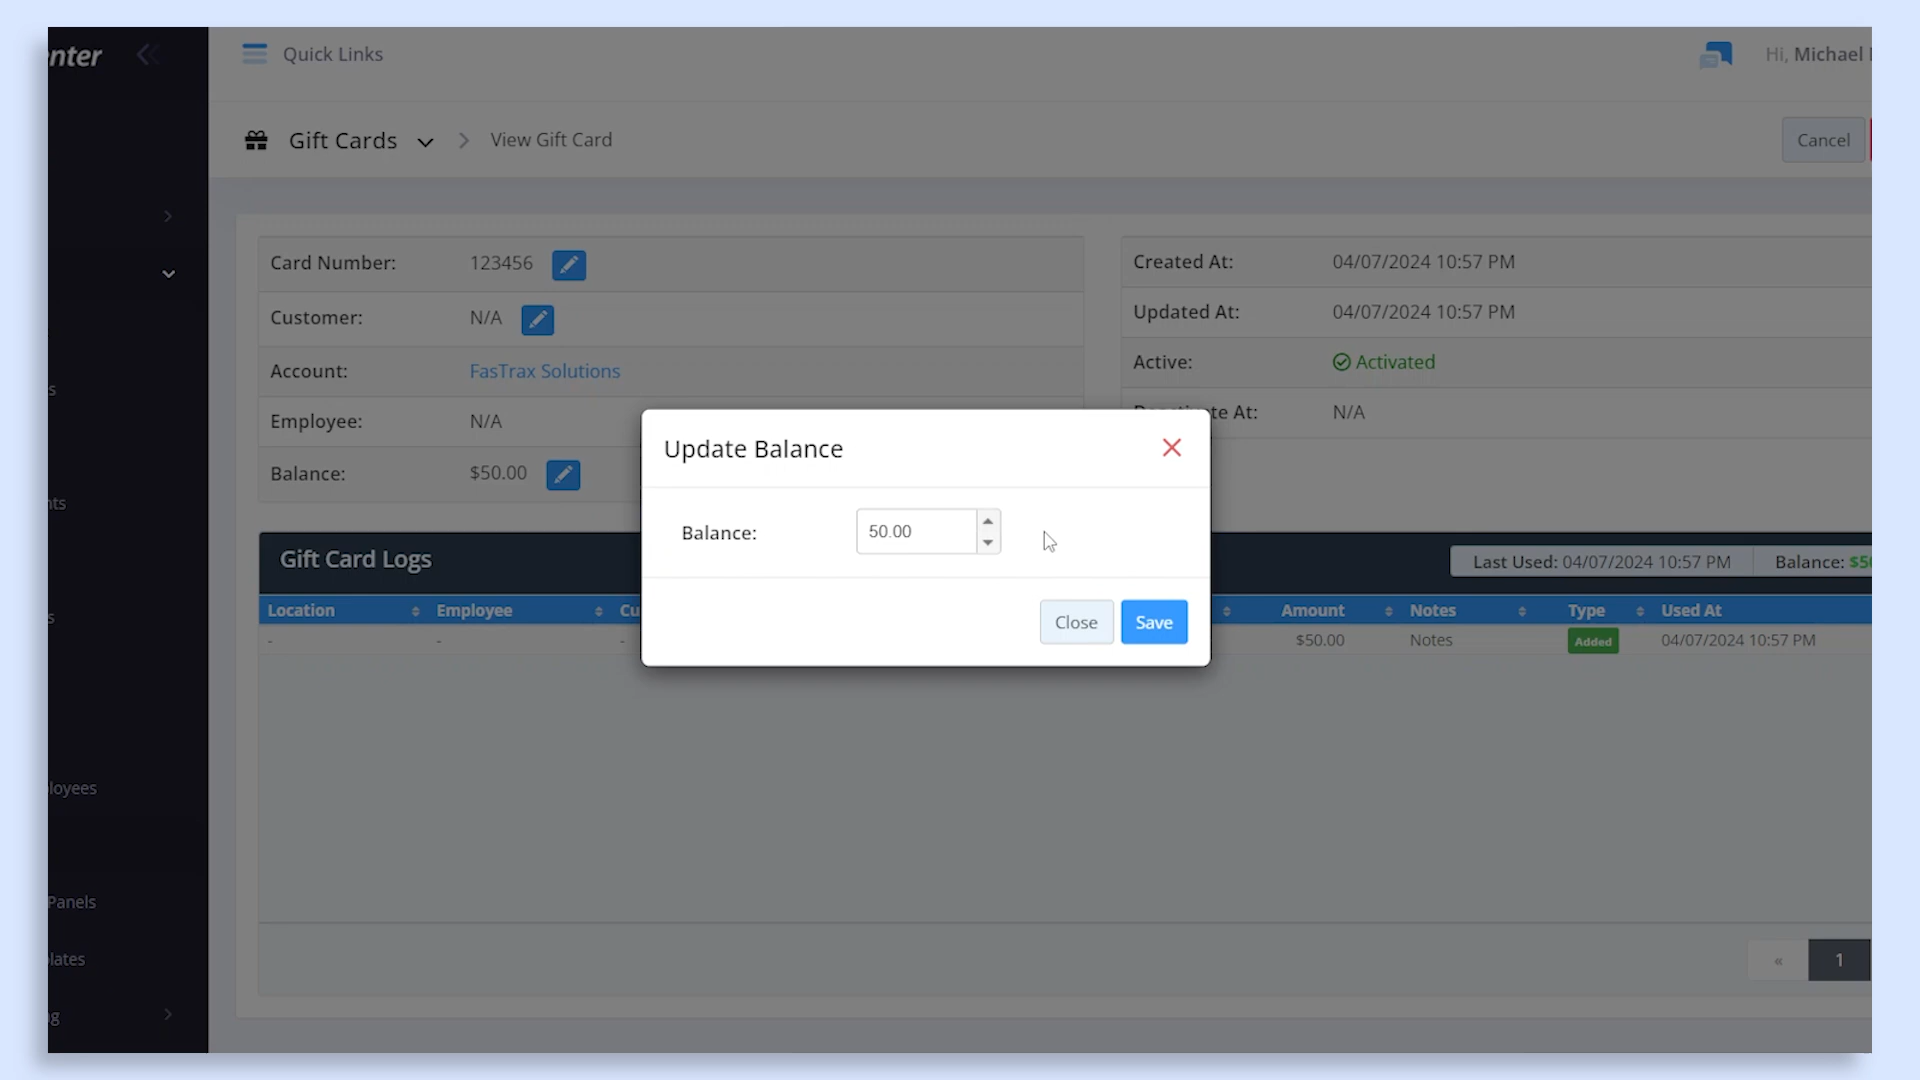 nter
Quick Links
Hi, Michael
Gift Cards
View Gift Card
Cancel
Card Number: 123456
Customer: N/A
Account: FasTrax Solutions
Employee: N/A
Balance: $50.00
Created At: 04/07/2024 10:57 PM
Updated At: 04/07/2024 10:57 PM
Active: Activated
te At: N/A
Update Balance
Balance: 50.00
Close Save
Gift Card Logs
Last Used: 04/07/2024 10:57 PM Balance: $5
Location Employee Cu Amount Notes Type Used At
- - - $50.00 Notes Added 04/07/2024 10:57 PM
s
nts
s
loyees
Panels
lates
g
« 1